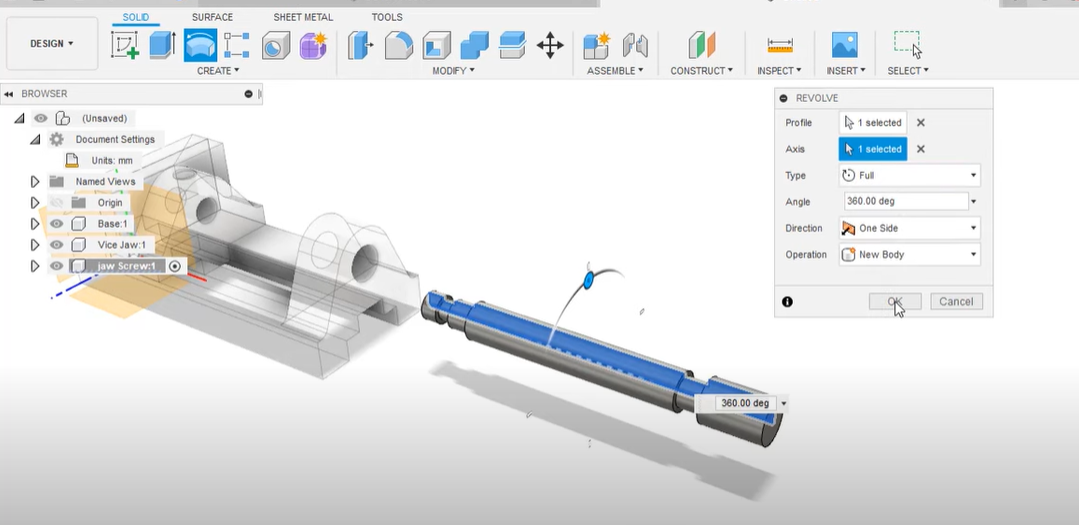 SOLID SURFACE SHEET METAL TOOLS
DESIGN
CREATE MODIFY ASSEMBLE CONSTRUCT INSPECT INSERT SELECT
BROWSER
(Unsaved)
Document Settings
Units: mm
Named Views
Origin
Base:1
Vice Jaw:1
jaw Screw:1
REVOLVE
Profile 1 selected
Axis 1 selected
Type Full
Angle 360.00 deg
Direction One Side
Operation New Body
OK Cancel
360.00 deg